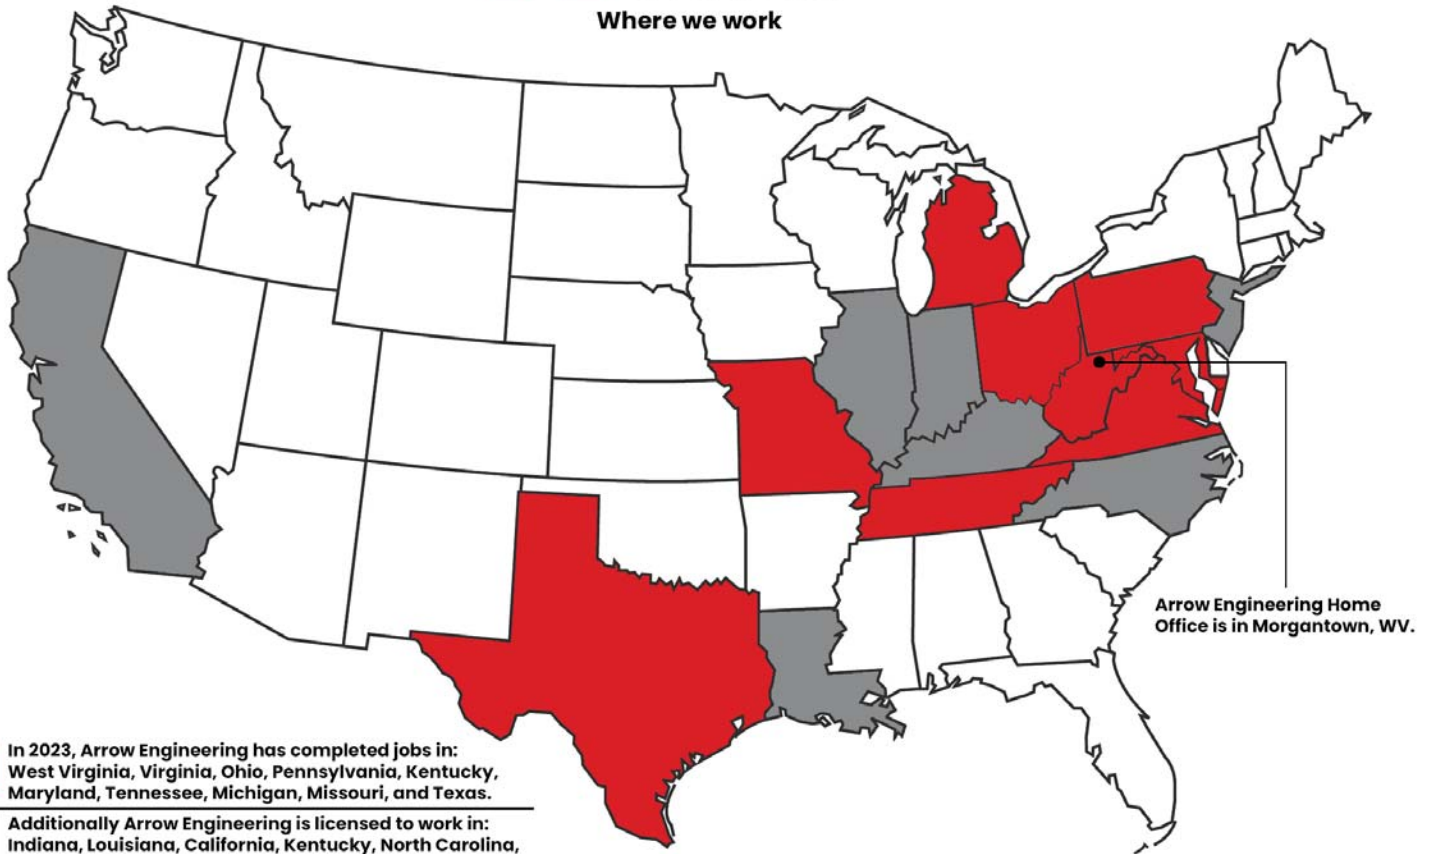 Where we work
Arrow Engineering Home
Office is in Morgantown, WV.
In 2023, Arrow Engineering has completed jobs in:
West Virginia, Virginia, Ohio, Pennsylvania, Kentucky,
Maryland, Tennessee, Michigan, Missouri, and Texas.
Additionally Arrow Engineering is licensed to work in:
Indiana, Louisiana, California, Kentucky, North Carolina,